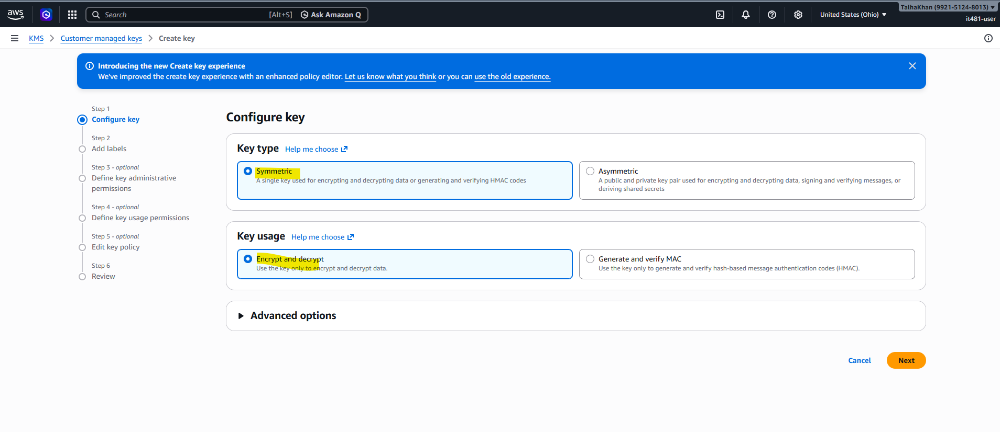 aws
Search [Alt+S] Ask Amazon Q
United States (Ohio)
TalhaKhan (9921-5124-8013)
it481-user
KMS
Customer managed keys
Create key
Introducing the new Create key experience
We've improved the create key experience with an enhanced policy editor. Let us know what you think or you can use the old experience.
Step 1
Configure key
Step 2
Add labels
Step 3 - optional
Define key administrative
permissions
Step 4 - optional
Define key usage permissions
Step 5 - optional
Edit key policy
Step 6
Review
Configure key
Key type Help me choose
Symmetric
A single key used for encrypting and decrypting data or generating and verifying HMAC codes
Asymmetric
A public and private key pair used for encrypting and decrypting data, signing and verifying messages, or
deriving shared secrets
Key usage Help me choose
Encrypt and decrypt
Use the key only to encrypt and decrypt data.
Generate and verify MAC
Use the key only to generate and verify hash-based message authentication codes (HMAC).
Advanced options
Cancel
Next